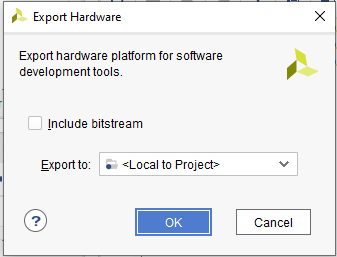 Export Hardware
Export hardware platform for software
development tools.
Include bitstream
Export to: <Local to Project>
?
OK
Cancel